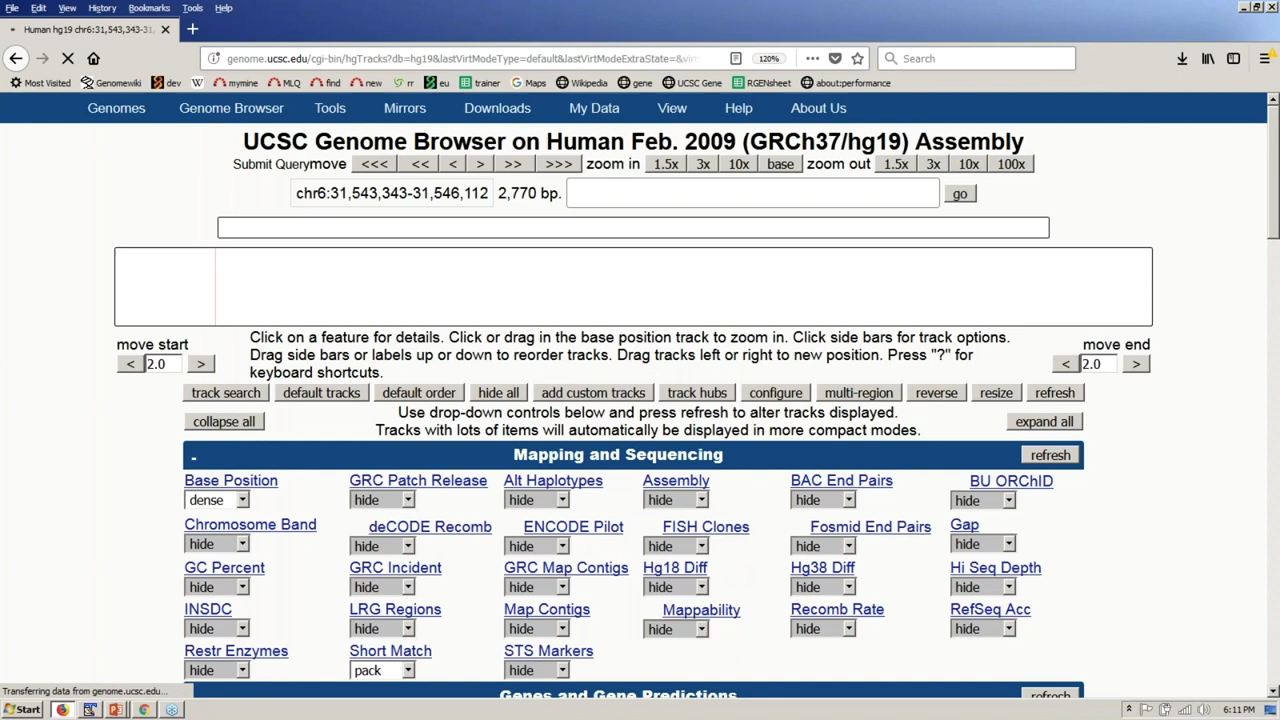 File Edit View History Bookmarks Tools Help
Human hg19 chr6:31,543,343-31,
genome.ucsc.edu/cgi-bin/hgTracks?db=hg19&lastVirtModeType=default&lastVirtModeExtraState=& 120% Search
Most Visited Genomewiki dev mymine MLQ find new rr eu trainer Maps Wikipedia gene UCSC Gene RGENsheet about:performance
Genomes Genome Browser Tools Mirrors Downloads My Data View Help About Us
UCSC Genome Browser on Human Feb. 2009 (GRCh37/hg19) Assembly
Submit Querymove <<< << < > >> >>> zoom in 1.5x 3x 10x base zoom out 1.5x 3x 10x 100x
chr6:31,543,343-31,546,112 2,770 bp. go
move start Click on a feature for details. Click or drag in the base position track to zoom in. Click side bars for track options. move end
< 2.0 > Drag side bars or labels up or down to reorder tracks. Drag tracks left or right to new position. Press "?" for < 2.0 >
keyboard shortcuts.
track search default tracks default order hide all add custom tracks track hubs configure multi-region reverse resize refresh
collapse all Use drop-down controls below and press refresh to alter tracks displayed. expand all
Tracks with lots of items will automatically be displayed in more compact modes.
- Mapping and Sequencing refresh
Base Position GRC Patch Release Alt Haplotypes Assembly BAC End Pairs BU ORChID
dense hide hide hide hide hide
Chromosome Band deCODE Recomb ENCODE Pilot FISH Clones Fosmid End Pairs Gap
hide hide hide hide hide hide
GC Percent GRC Incident GRC Map Contigs Hg18 Diff Hg38 Diff Hi Seq Depth
hide hide hide hide hide hide
INSDC LRG Regions Map Contigs Mappability Recomb Rate RefSeq Acc
hide hide hide hide hide hide
Restr Enzymes Short Match STS Markers
hide pack hide
Genes and Gene Predictions refresh
Transferring data from genome.ucsc.edu...
Start 6:11 PM